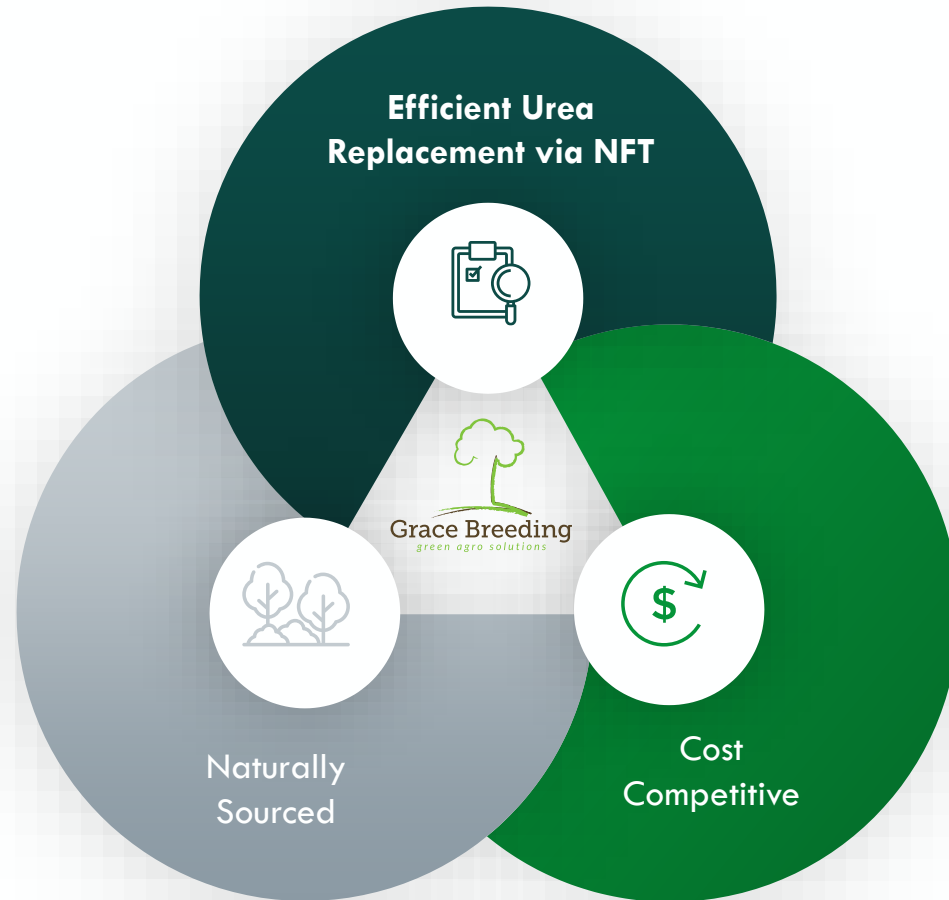 Efficient Urea
Replacement via NFT
$
Grace Breeding
green agro solutions
Naturally
Sourced
Cost
Competitive